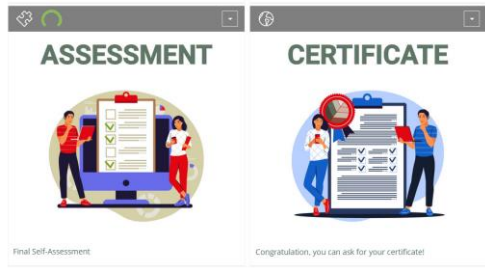 ASSESSMENT
Final Self-Assessment
CERTIFICATE
Congratulation, you can ask for your certificate!